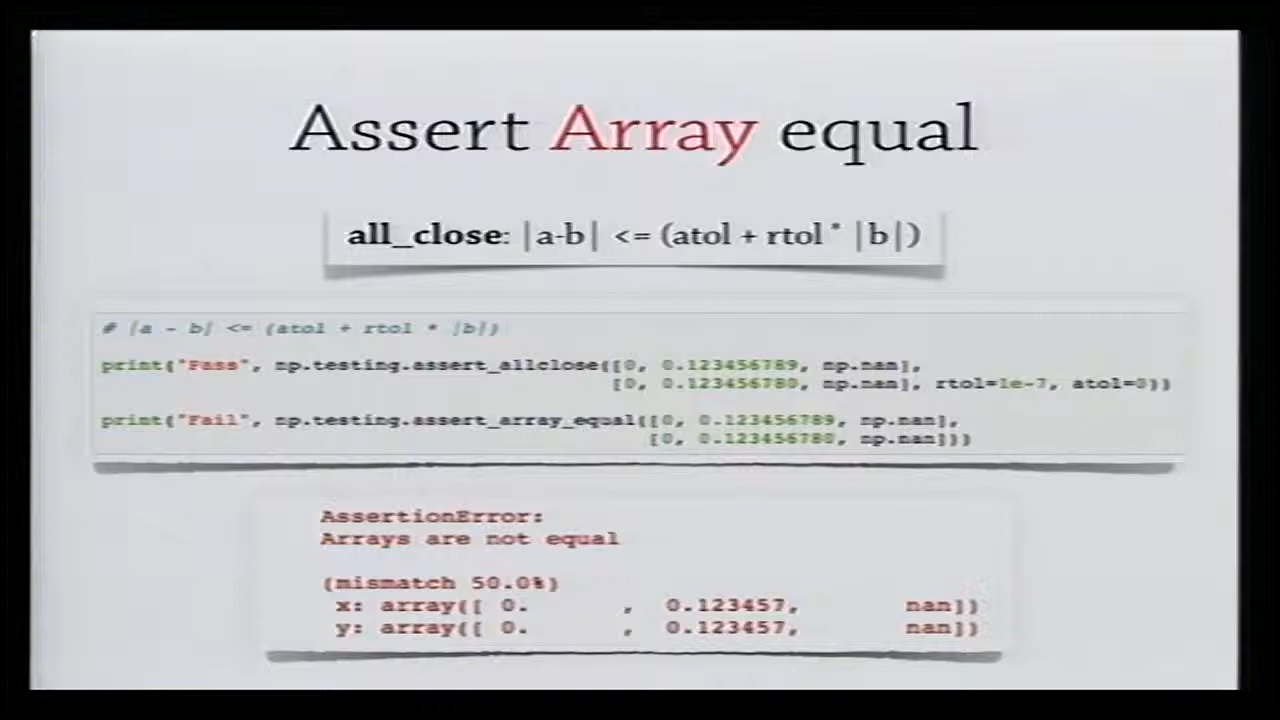 Assert Array equal
all_close: |a-b| <= (atol + rtol * |b|)
# |a - b| <= (atol + rtol * |b|)
print("Pass", np.testing.assert_allclose([0, 0.123456789, np.nan],
[0, 0.123456780, np.nan], rtol=1e-7, atol=0))
print("Fail", np.testing.assert_array_equal([0, 0.123456789, np.nan],
[0, 0.123456780, np.nan]))
AssertionError:
Arrays are not equal
(mismatch 50.0%)
x: array([ 0. , 0.123457, nan])
y: array([ 0. , 0.123457, nan])